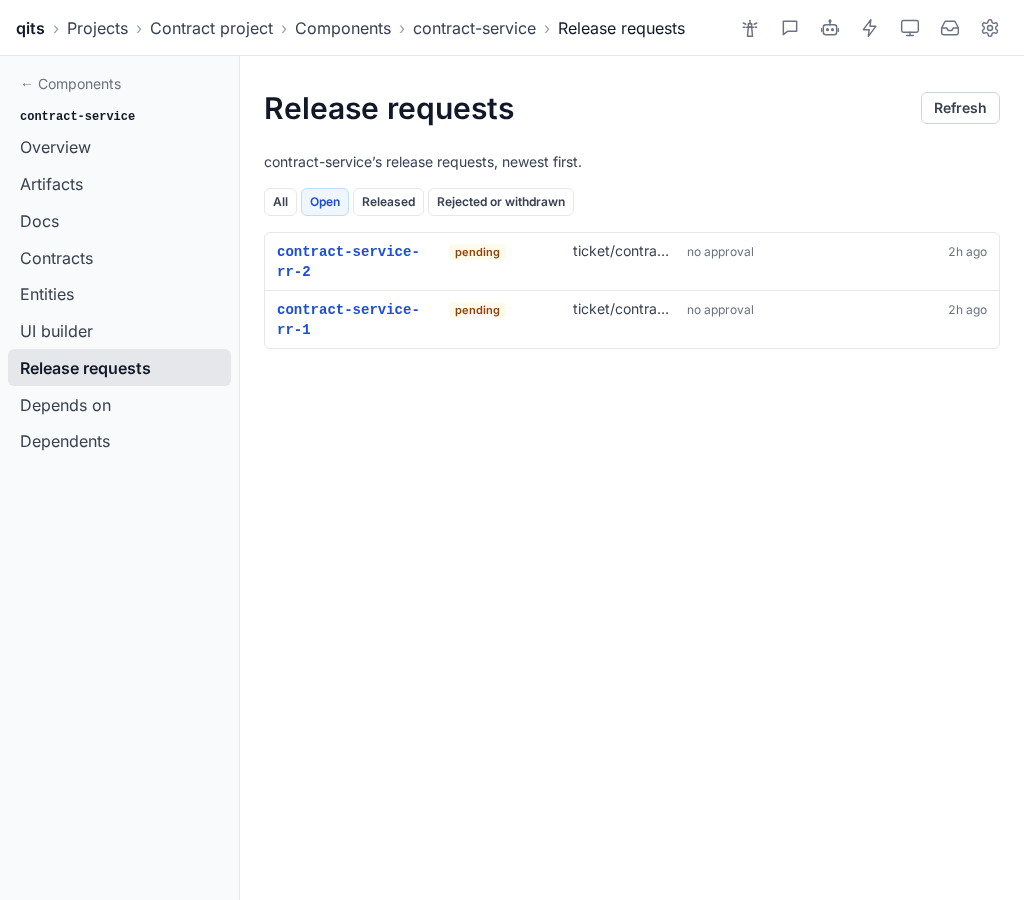 qits › Projects › Contract project › Components › contract-service › Release requests
← Components
contract-service
Overview
Artifacts
Docs
Contracts
Entities
UI builder
Release requests
Depends on
Dependents
Release requests
Refresh
contract-service’s release requests, newest first.
All Open Released Rejected or withdrawn
contract-service-rr-2 pending ticket/contra... no approval 2h ago
contract-service-rr-1 pending ticket/contra... no approval 2h ago